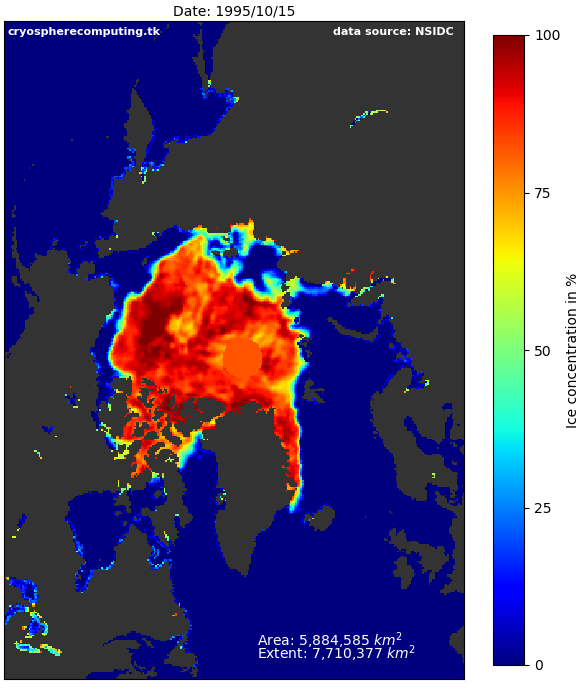 Date: 1995/10/15
cryospherecomputing.tk
data source: NSIDC
100
75
50
25
0
Ice concentration in %
Area: 5,884,585 km²
Extent: 7,710,377 km²